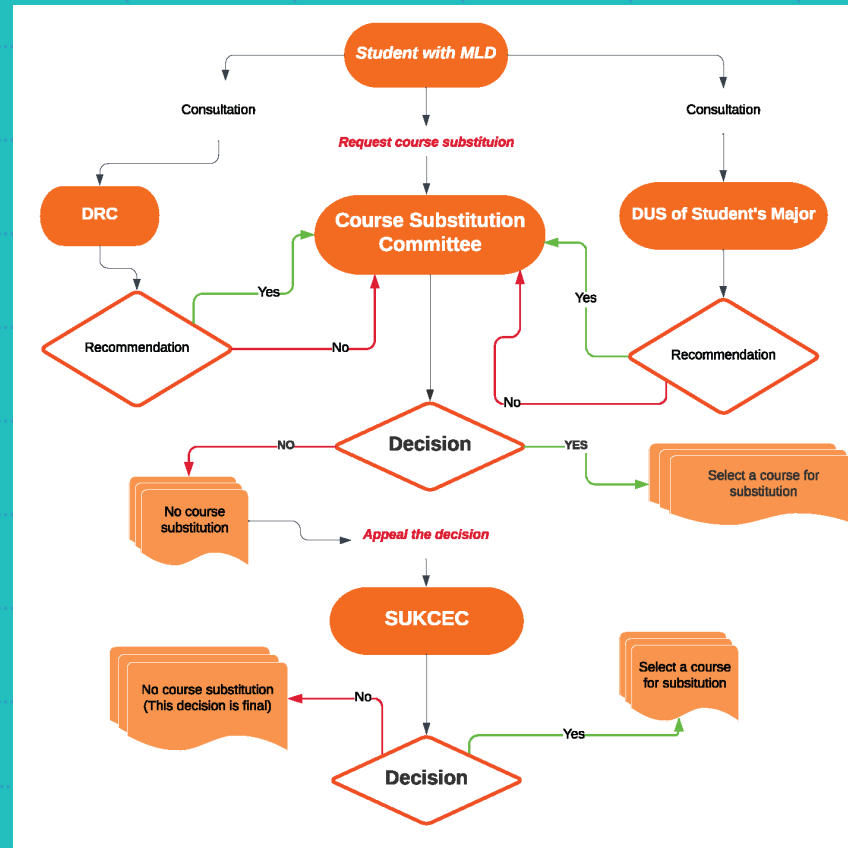 Student with MLD
Consultation
Consultation
Request course substituion
DRC
Course Substitution
Committee
DUS of Student's Major
Yes
Yes
Recommendation
No
Recommendation
No
Decision
NO
YES
Select a course for
substitution
No course
substitution
Appeal the decision
SUKCEC
Select a course
for subsitution
No course substitution
(This decision is final)
No
Yes
Decision